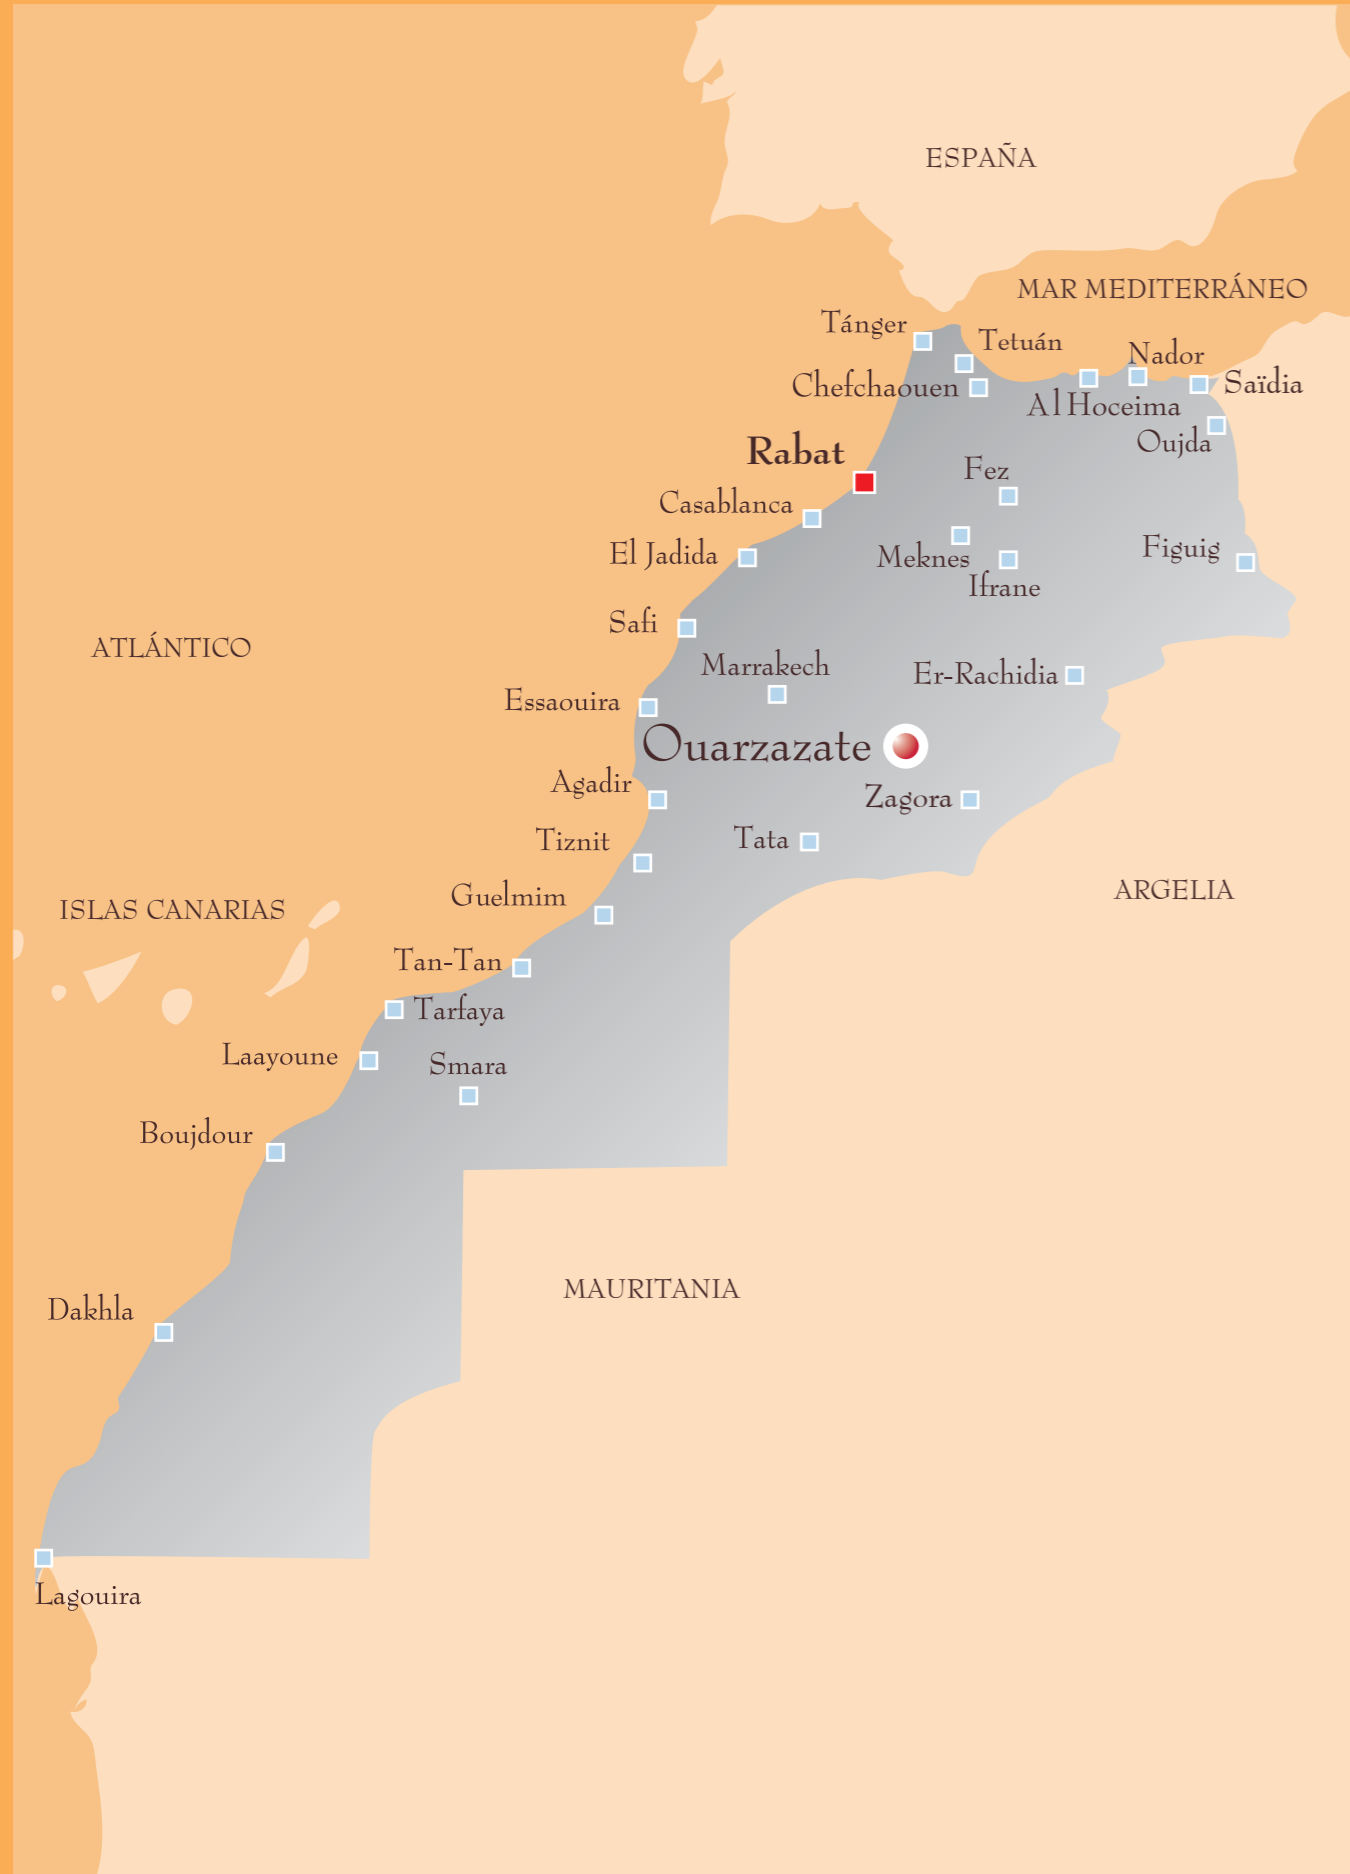 ESPAÑA
MAR MEDITERRÁNEO
Tánger
Tetuán
Nador
Chefchaouen
Saïdia
Al Hoceima
Oujda
Rabat
Fez
Casablanca
El Jadida
Meknes
Figuig
Ifrane
Safi
ATLÁNTICO
Marrakech
Er-Rachidia
Essaouira
Ouarzazate
Agadir
Zagora
Tiznit
Tata
ARGELIA
Guelmim
ISLAS CANARIAS
Tan-Tan
Tarfaya
Laayoune
Smara
Boujdour
MAURITANIA
Dakhla
Lagouira